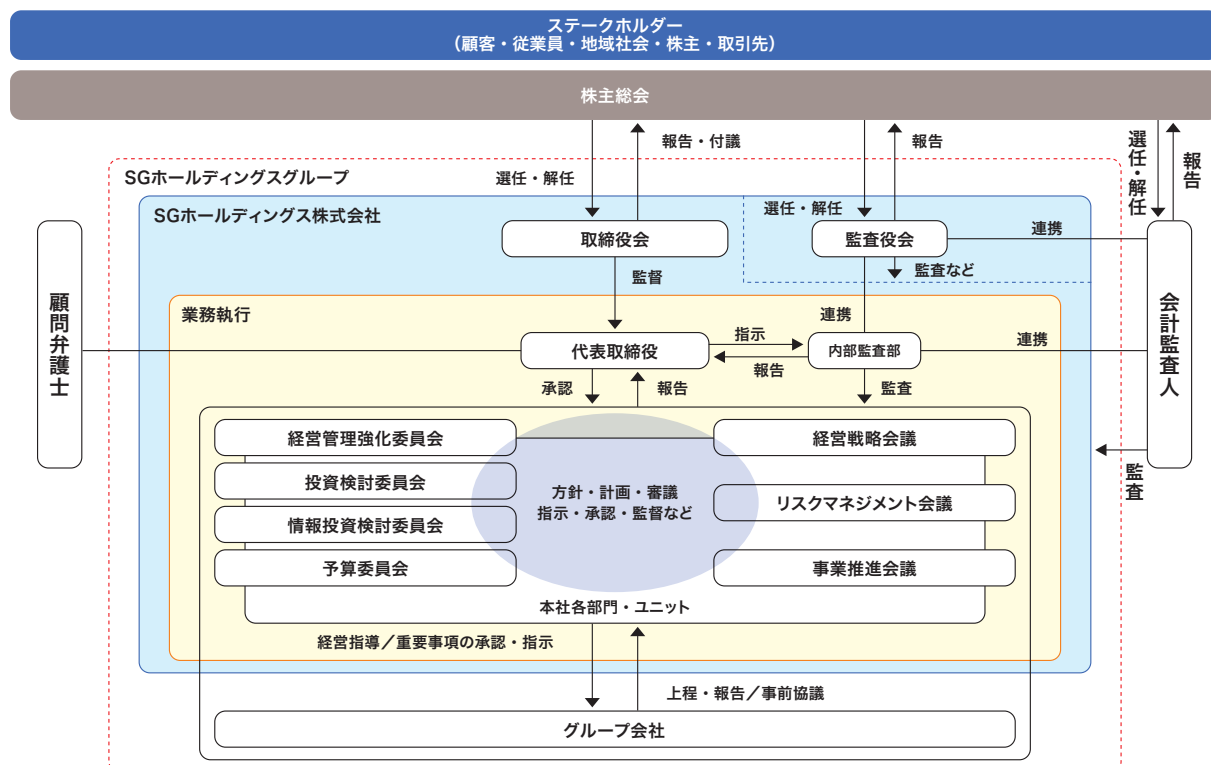 ステークホルダー
（顧客・従業員・地域社会・株主・取引先）
株主総会
報告・付議
報告
選任・解任
報告
SGホールディングスグループ
選任・解任
SGホールディングス株式会社
選任・解任
取締役会
監査役会
連携
監督
監査など
顧問弁護士
会計監査人
業務執行
連携
代表取締役
指示
報告
内部監査部
連携
承認
報告
監査
経営管理強化委員会
経営戦略会議
監査
投資検討委員会
方針・計画・審議
指示・承認・監督など
リスクマネジメント会議
情報投資検討委員会
予算委員会
事業推進会議
本社各部門・ユニット
経営指導／重要事項の承認・指示
上程・報告／事前協議
グループ会社